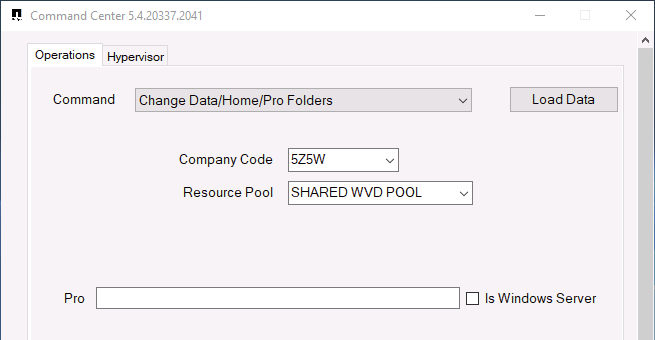 Command Center 5.4.20337.2041
Operations Hypervisor
Command Change Data/Home/Pro Folders Load Data
Company Code 5Z5W
Resource Pool SHARED WVD POOL
Pro Is Windows Server